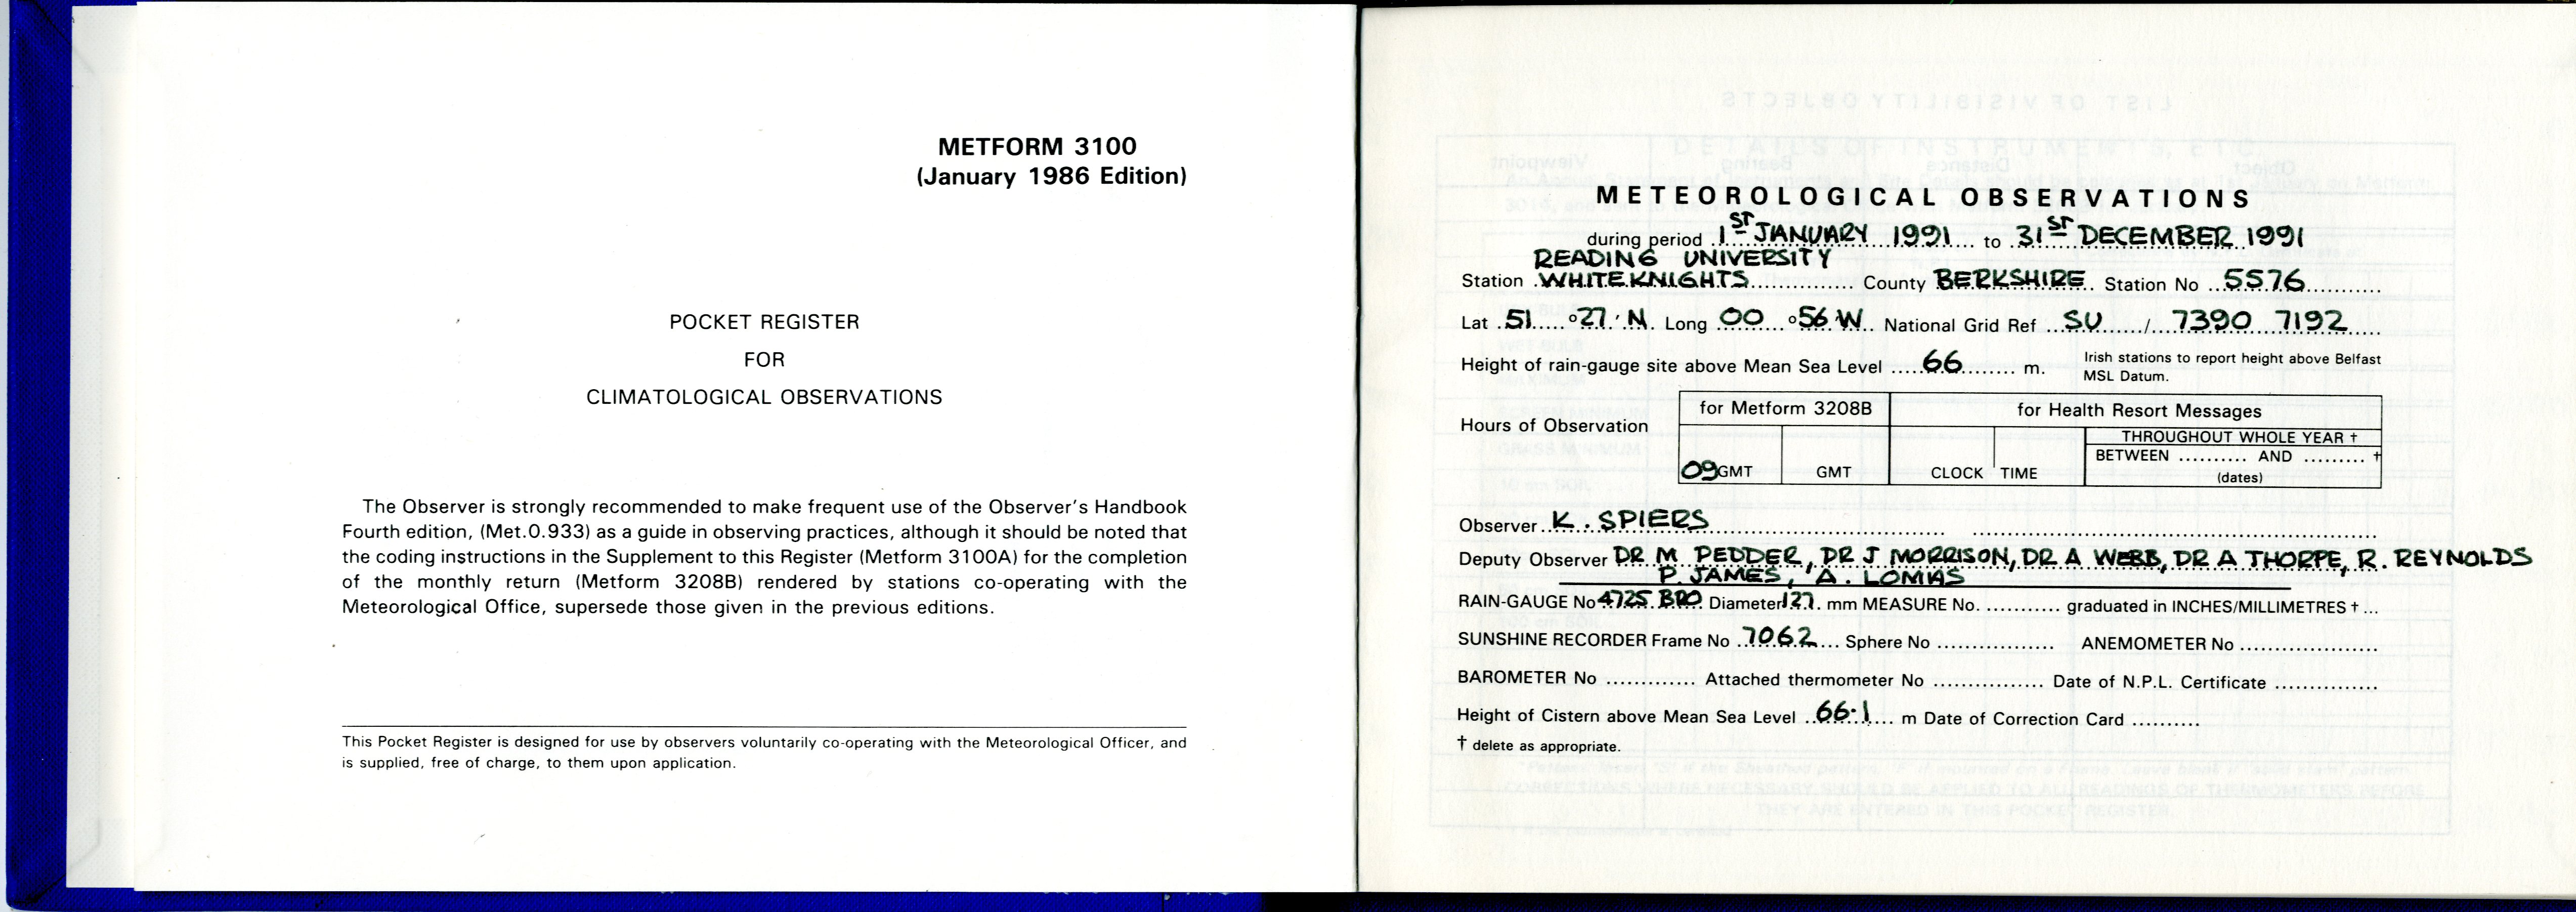 METFORM 3100
(January 1986 Edition)
POCKET REGISTER
FOR
CLIMATOLOGICAL OBSERVATIONS
The Observer is strongly recommended to make frequent use of the Observer's Handbook
Fourth edition, (Met.0.933) as a guide in observing practices, although it should be noted that
the coding instructions in the Supplement to this Register (Metform 3100A) for the completion
of the monthly return (Metform 3208B) rendered by stations co-operating with the
Meteorological Office, supersede those given in the previous editions.
This Pocket Register is designed for use by observers voluntarily co-operating with the Meteorological Officer, and
is supplied, free of charge, to them upon application.
METEOROLOGICAL OBSERVATIONS
during period 1ST JANUARY 1991 to 31ST DECEMBER 1991
READING UNIVERSITY
Station WHITEKNIGHTS County BERKSHIRE Station No 5576
Lat 51 °27 ' N Long 00 °56 W National Grid Ref SU / 7390 7192
Height of rain-gauge site above Mean Sea Level 66 m. Irish stations to report height above Belfast
MSL Datum.
for Metform 3208B for Health Resort Messages
Hours of Observation
THROUGHOUT WHOLE YEAR †
BETWEEN .......... AND ......... †
09 GMT GMT CLOCK TIME (dates)
Observer K. SPIERS
Deputy Observer DR M PEDDER, DR J MORRISON, DR A WEBB, DR A THORPE, R. REYNOLDS
P. JAMES, A. LOMAS
RAIN-GAUGE No 4725 BRO Diameter 127 mm MEASURE No. ........... graduated in INCHES/MILLIMETRES † ...
SUNSHINE RECORDER Frame No 7062 Sphere No ................. ANEMOMETER No ....................
BAROMETER No ............. Attached thermometer No ................ Date of N.P.L. Certificate ...............
Height of Cistern above Mean Sea Level 66.1 m Date of Correction Card ..........
† delete as appropriate.